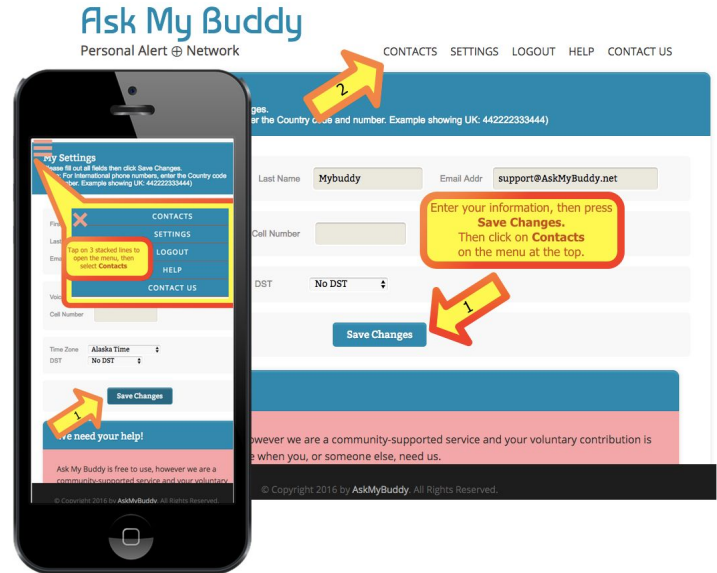 Ask My Buddy
Personal Alert ⊕ Network
CONTACTS SETTINGS LOGOUT HELP CONTACT US
2
ges.
er the Country code and number. Example showing UK: 442222333444)
Last Name Mybuddy Email Addr support@AskMyBuddy.net
Cell Number
Enter your information, then press
Save Changes.
Then click on Contacts
on the menu at the top.
DST No DST
1
Save Changes
owever we are a community-supported service and your voluntary contribution is
e when you, or someone else, need us.
© Copyright 2016 by AskMyBuddy. All Rights Reserved.
My Settings
Please fill out all fields then click Save Changes.
For International phone numbers, enter the Country code
number. Example showing UK: 442222333444)
CONTACTS
SETTINGS
LOGOUT
HELP
CONTACT US
Tap on 3 stacked lines to
open the menu, then
select Contacts
Firs
Last
Ema
Voic
Cell Number
Time Zone Alaska Time
DST No DST
Save Changes
1
We need your help!
Ask My Buddy is free to use, however we are a
community-supported service and your voluntary
© Copyright 2016 by AskMyBuddy. All Rights Reserved.